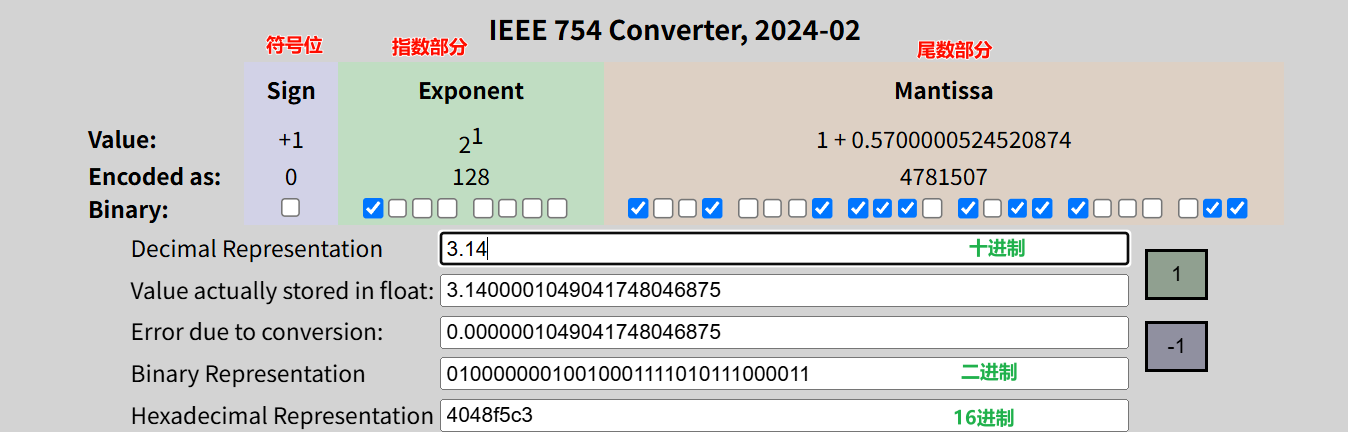 IEEE 754 Converter, 2024-02
符号位 指数部分 尾数部分
Sign Exponent Mantissa
Value: +1 2^1 1 + 0.5700000524520874
Encoded as: 0 128 4781507
Binary:
Decimal Representation 3.14 十进制
1
Value actually stored in float: 3.1400001049041748046875
Error due to conversion: 0.0000001049041748046875
-1
Binary Representation 01000000010010001111010111000011 二进制
Hexadecimal Representation 4048f5c3 16进制